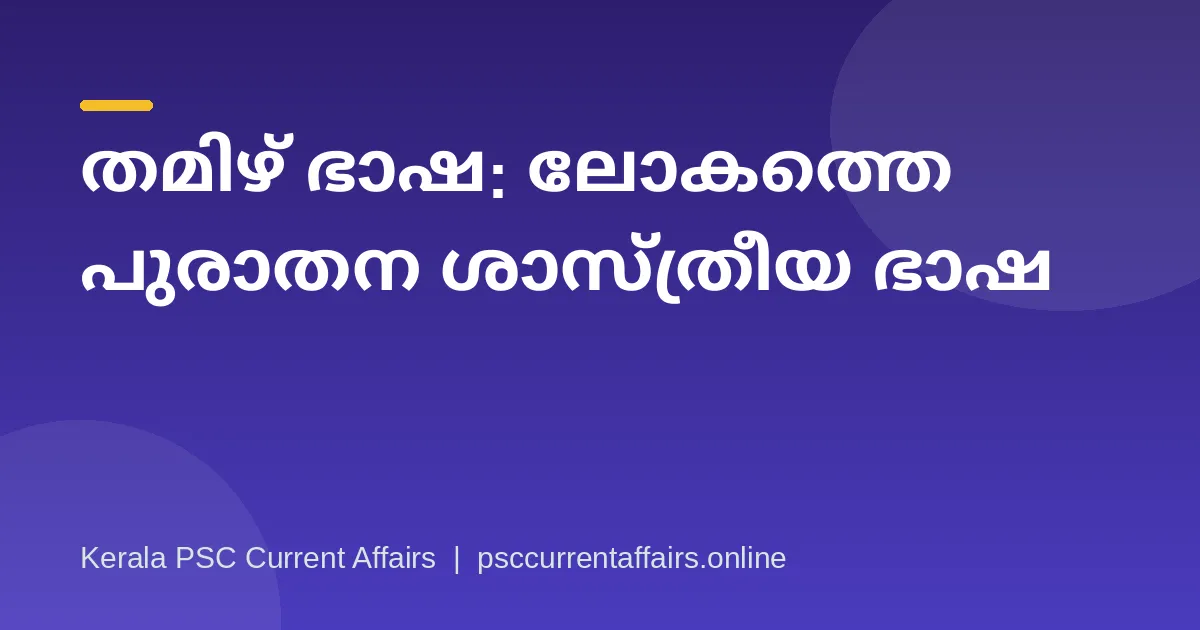 തമിഴ് ഭാഷ: ലോകത്തെ
പുരാതന ശാസ്ത്രീയ ഭാഷ
Kerala PSC Current Affairs | psccurrentaffairs.online